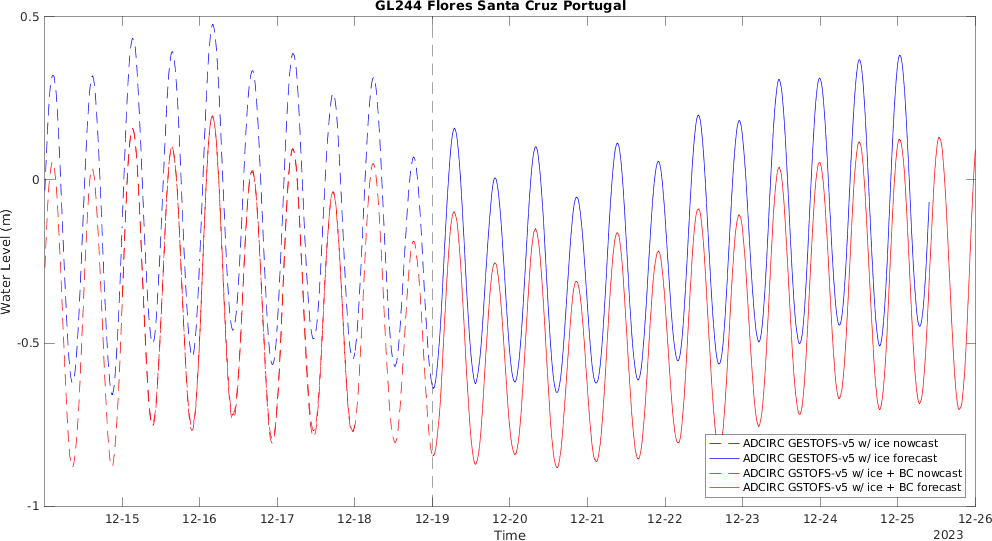 GL244 Flores Santa Cruz Portugal
0.5
0
-0.5
-1
Water Level (m)
ADCIRC GESTOFS-v5 w/ ice nowcast
ADCIRC GESTOFS-v5 w/ ice forecast
ADCIRC GSTOFS-v5 w/ ice + BC nowcast
ADCIRC GSTOFS-v5 w/ ice + BC forecast
12-15 12-16 12-17 12-18 12-19 12-20 12-21 12-22 12-23 12-24 12-25 12-26
Time
2023